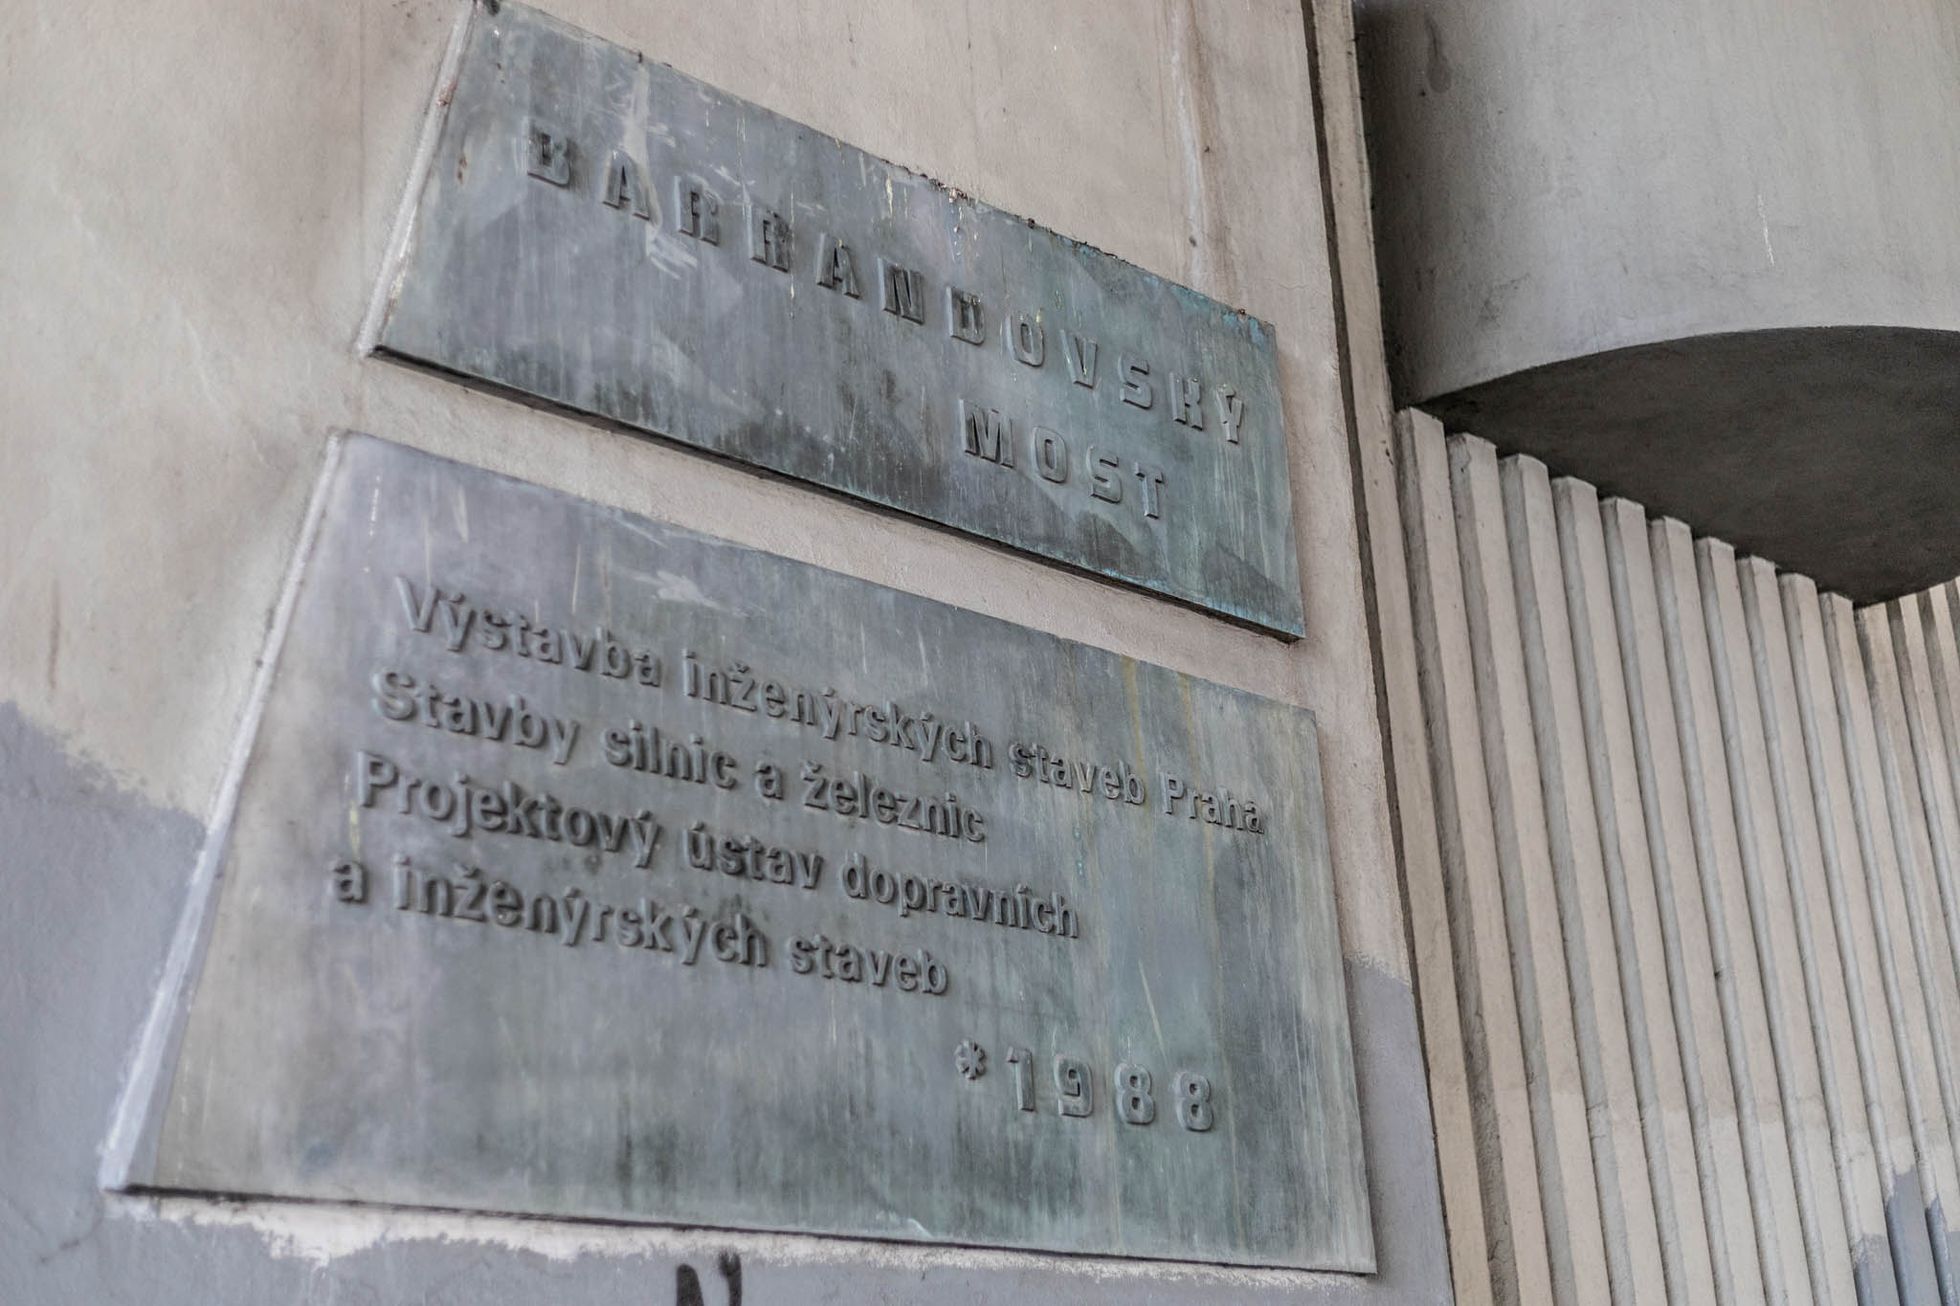 BARRANDOVSKÝ
MOST
Výstavba inženýrských staveb Praha
Stavby silnic a železnic
Projektový ústav dopravních
a inženýrských staveb
*1988